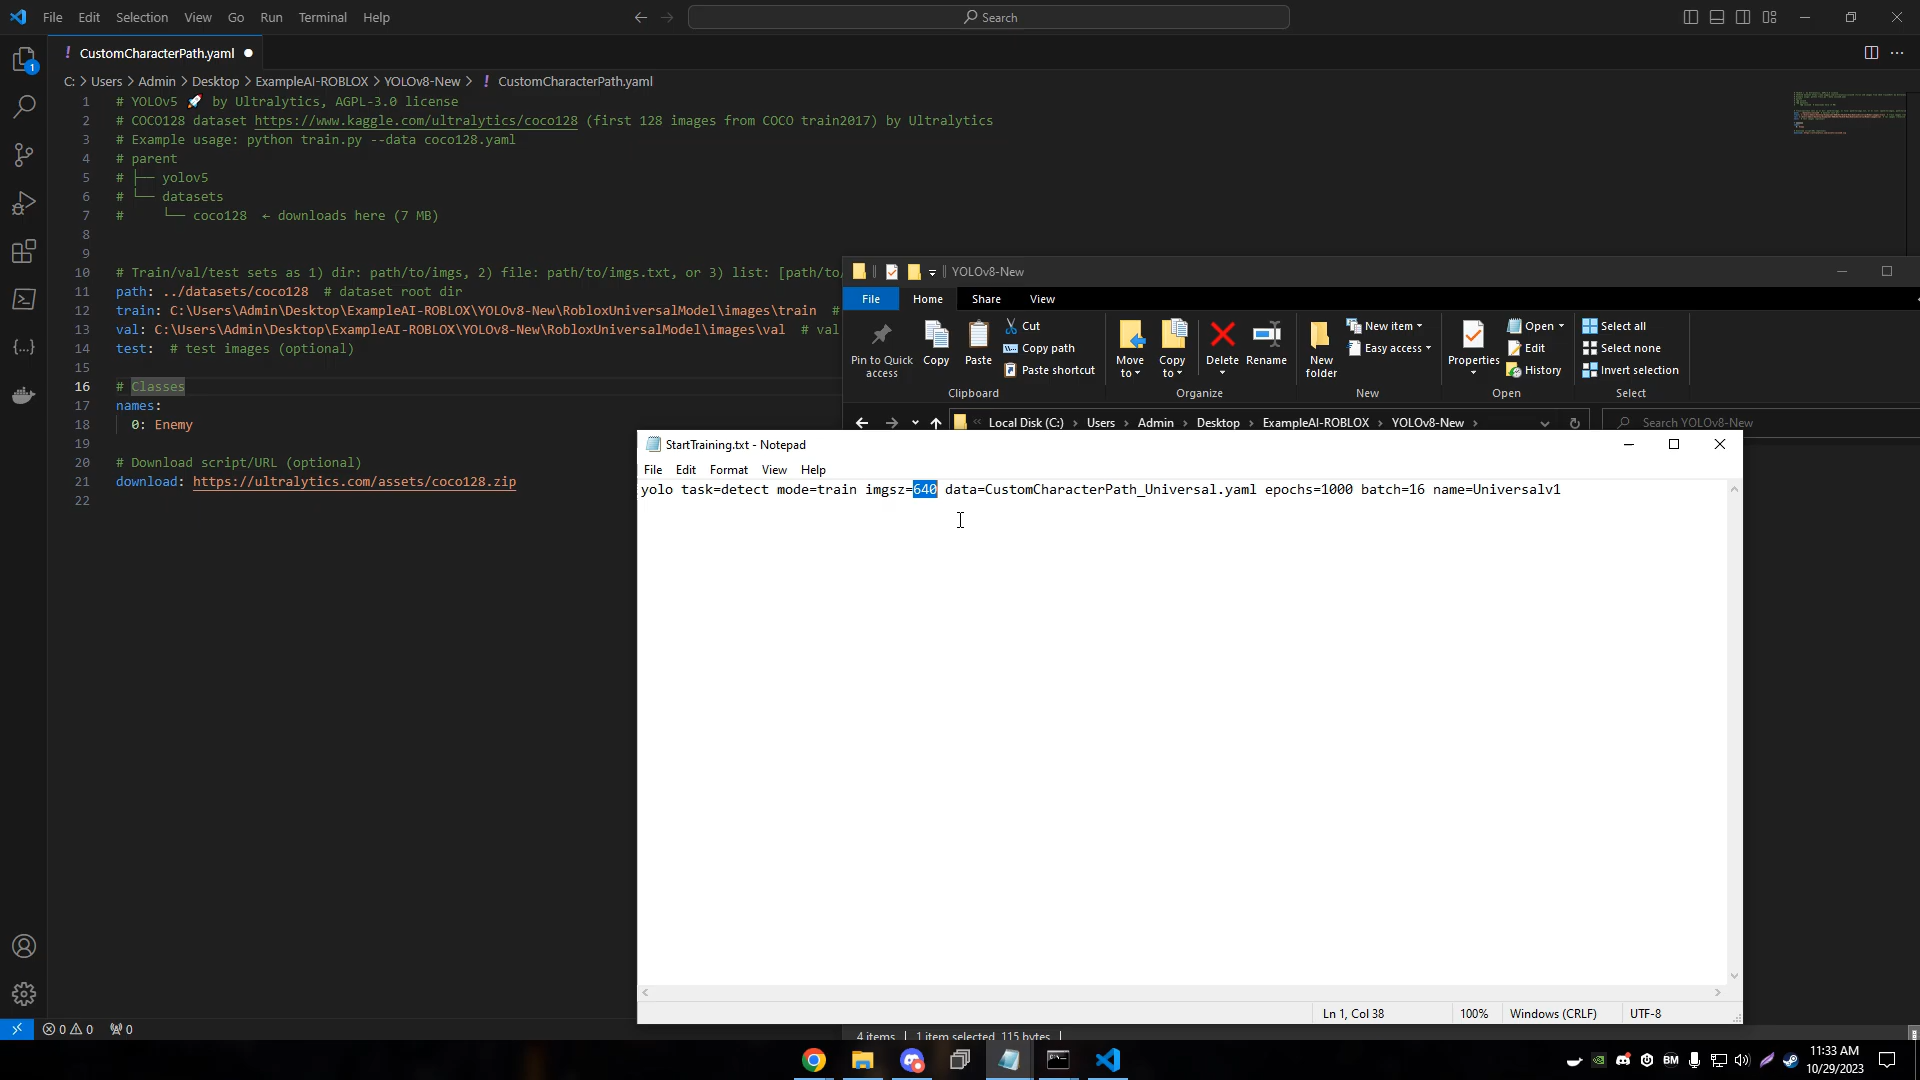 File Edit Selection View Go Run Terminal Help
Search
1
CustomCharacterPath.yaml
C: > Users > Admin > Desktop > ExampleAI-ROBLOX > YOLOv8-New > CustomCharacterPath.yaml
1 # YOLOv5 🚀 by Ultralytics, AGPL-3.0 license
2 # COCO128 dataset https://www.kaggle.com/ultralytics/coco128 (first 128 images from COCO train2017) by Ultralytics
3 # Example usage: python train.py --data coco128.yaml
4 # parent
5 # ├── yolov5
6 # └── datasets
7 #     └── coco128 ← downloads here (7 MB)
8
9
10 # Train/val/test sets as 1) dir: path/to/imgs, 2) file: path/to/imgs.txt, or 3) list: [path/to/
11 path: ../datasets/coco128 # dataset root dir
12 train: C:\Users\Admin\Desktop\ExampleAI-ROBLOX\YOLOv8-New\RobloxUniversalModel\images\train #
13 val: C:\Users\Admin\Desktop\ExampleAI-ROBLOX\YOLOv8-New\RobloxUniversalModel\images\val # val
14 test: # test images (optional)
15
16 # Classes
17 names:
18 0: Enemy
19
20 # Download script/URL (optional)
21 download: https://ultralytics.com/assets/coco128.zip
22
0 0 0
YOLOv8-New
File Home Share View
Pin to Quick access
Copy
Paste
Cut
Copy path
Paste shortcut
Clipboard
Move to
Copy to
Delete
Rename
Organize
New folder
New item
Easy access
New
Properties
Open
Edit
History
Open
Select all
Select none
Invert selection
Select
« Local Disk (C:) > Users > Admin > Desktop > ExampleAI-ROBLOX > YOLOv8-New >
Search YOLOv8-New
StartTraining.txt - Notepad
File Edit Format View Help
yolo task=detect mode=train imgsz=640 data=CustomCharacterPath_Universal.yaml epochs=1000 batch=16 name=Universalv1
Ln 1, Col 38 100% Windows (CRLF) UTF-8
4 items 1 item selected 115 bytes
BM
11:33 AM
10/29/2023